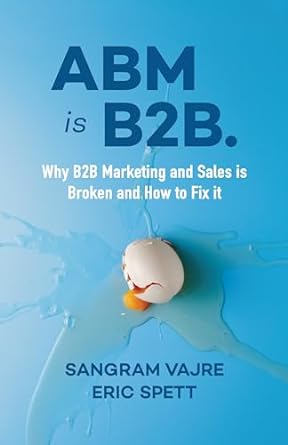 ABM
is B2B.
Why B2B Marketing and Sales is
Broken and How to Fix it
SANGRAM VAJRE
ERIC SPETT